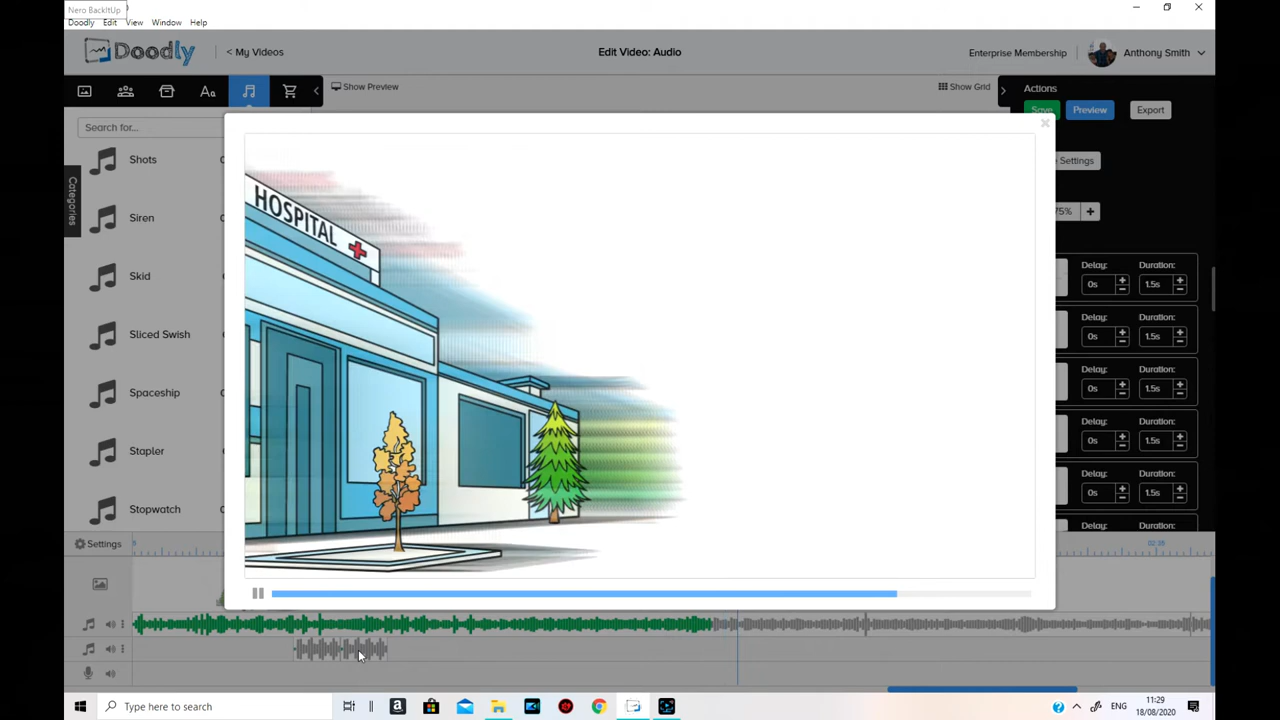 Nero BackItUp
Doodly Edit View Window Help
Doodly < My Videos Edit Video: Audio Enterprise Membership Anthony Smith
Aa Show Preview Show Grid Actions
Save Preview Export
Search for...
Settings
Categories
75% +
Shots
Siren
Skid
Sliced Swish
Spaceship
Stapler
Stopwatch
HOSPITAL
Delay: Duration:
0s 1.5s
Delay: Duration:
0s 1.5s
Delay: Duration:
0s 1.5s
Delay: Duration:
0s 1.5s
Delay: Duration:
0s 1.5s
Delay: Duration:
Settings
Type here to search
a
ENG
11:29
18/08/2020